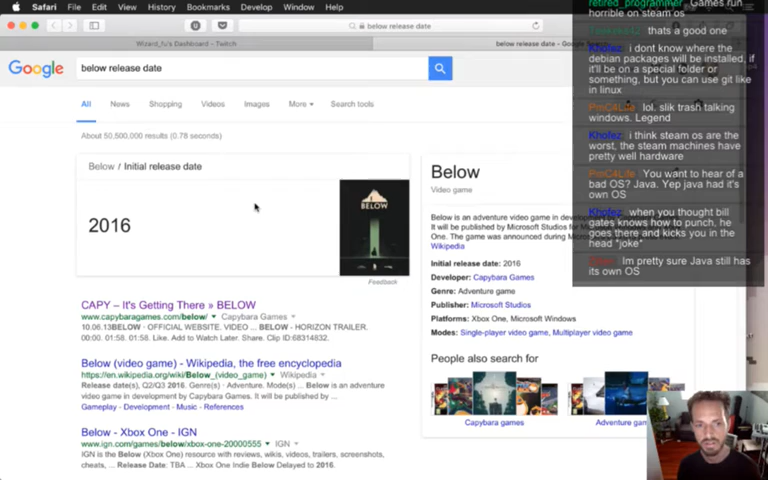 Safari File Edit View History Bookmarks Develop Window Help
below release date
Wizard_fu's Dashboard - Twitch
below release date - Google Search
Google
below release date
All News Shopping Videos Images More Search tools
About 50,500,000 results (0.78 seconds)
Below / Initial release date
2016
BELOW
Feedback
CAPY – It's Getting There » BELOW
www.capybaragames.com/below/ Capybara Games
10.06.13BELOW · OFFICIAL WEBSITE. VIDEO ... BELOW - HORIZON TRAILER.
00:00. 01:58. 01:58. Like. Add to Watch Later. Share. Clip ID:68314832.
Below (video game) - Wikipedia, the free encyclopedia
https://en.wikipedia.org/wiki/Below_(video_game) Wikipedia
Release date(s), Q2/Q3 2016. Genre(s) · Adventure. Mode(s) ... Below is an adventure
video game in development by Capybara Games. It will be published by ...
Gameplay - Development - Music - References
Below - Xbox One - IGN
www.ign.com/games/below/xbox-one-20000555 IGN
IGN is the Below (Xbox One) resource with reviews, wikis, videos, trailers, screenshots,
cheats, ... Release Date: TBA ... Xbox One Indie Below Delayed to 2016.
Below
Video game
Below is an adventure video game in
It will be published by Microsoft Studios for
One. The game was announced during
Wikipedia
Initial release date: 2016
Developer: Capybara Games
Genre: Adventure game
Publisher: Microsoft Studios
Platforms: Xbox One, Microsoft Windows
Modes: Single-player video game, Multiplayer video game
People also search for
Capybara games
Adventure
retired_programmer: Games run
horrible on steam os
thats a good one
Khofez: i dont know where the
debian packages will be installed, if
it'll be on a special folder or
something, but you can use git like
in linux
PmC4Life: lol. slik trash talking
windows. Legend
Khofez: i think steam os are the
worst, the steam machines have
pretty well hardware
PmC4Life: You want to hear of a
bad OS? Java. Yep java had it's
own OS
Khofez: when you thought bill
gates knows how to punch, he
goes there and kicks you in the
head *joke*
Im pretty sure Java still has
its own OS